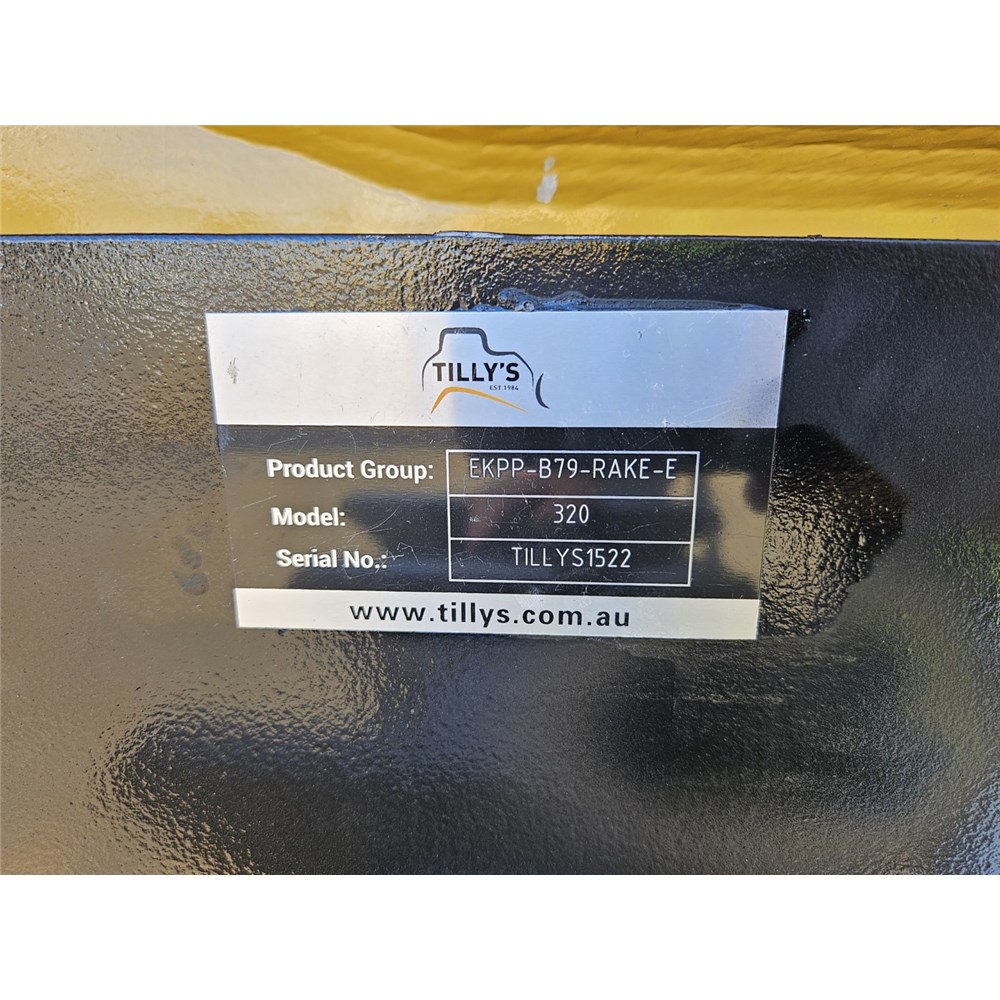 TILLY'S
EST 1984
Product Group: EKPP-B79-RAKE-E
Model: 320
Serial No.: TILLYS1522
www.tillys.com.au